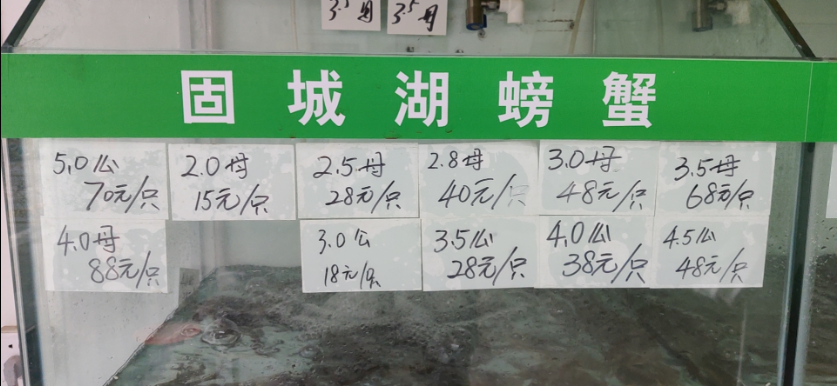 3.5母
3.5母
固城湖螃蟹
5.0公
70元/只
2.0母
15元/只
2.5母
28元/只
2.8母
40元/只
3.0母
48元/只
3.5母
68元/只
4.0母
88元/只
3.0公
18元/只
3.5公
28元/只
4.0公
38元/只
4.5公
48元/只